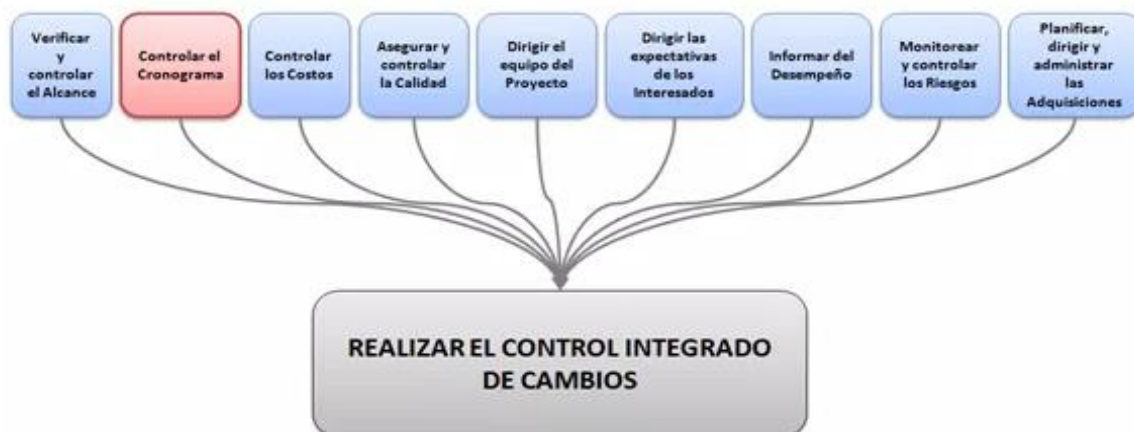 Verificar
y
controlar
el Alcance
Controlar el
Cronograma
Controlar
los Costos
Asegurar y
controlar
la Calidad
Dirigir el
equipo del
Proyecto
Dirigir las
expectativas
de los
Interesados
Informar del
Desempeño
Monitorear
y controlar
los Riesgos
Planificar,
dirigir y
administrar
las
Adquisiciones
REALIZAR EL CONTROL INTEGRADO
DE CAMBIOS